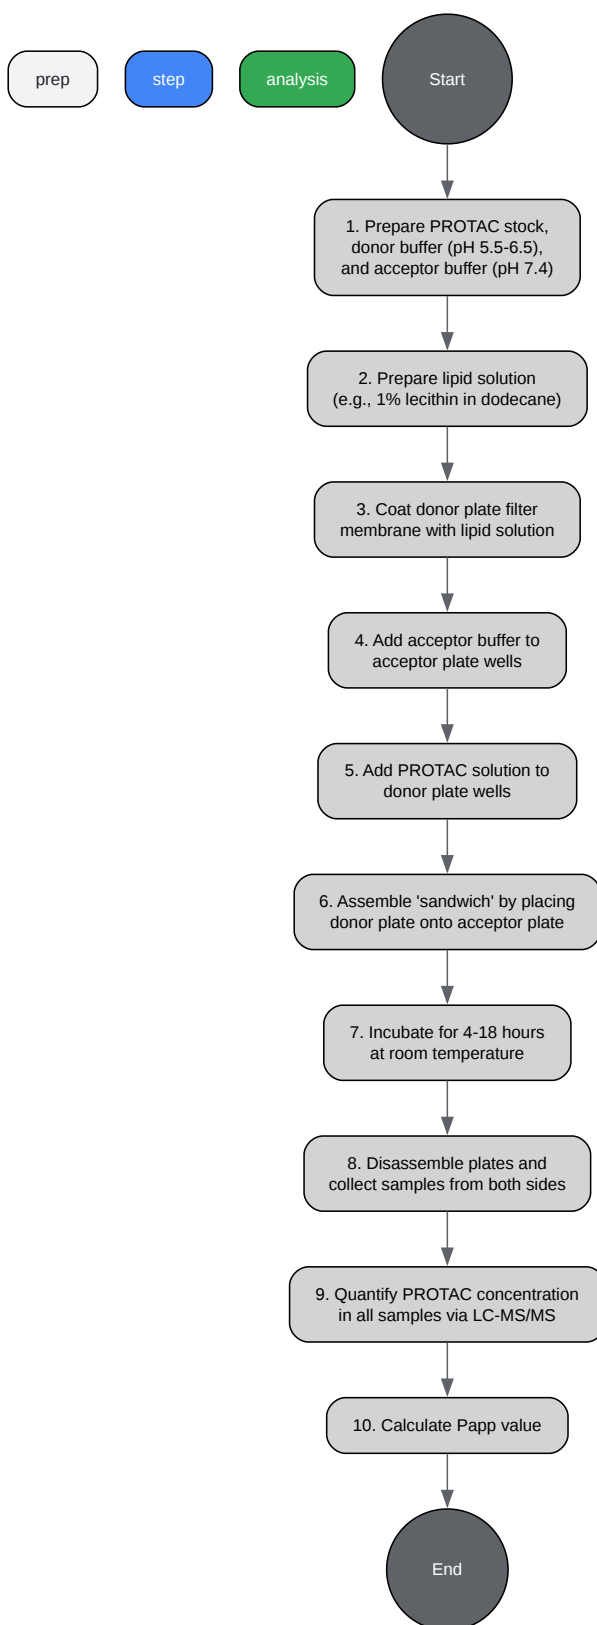 prep
step
analysis
Start
1. Prepare PROTAC stock,
donor buffer (pH 5.5-6.5),
and acceptor buffer (pH 7.4)
2. Prepare lipid solution
(e.g., 1% lecithin in dodecane)
3. Coat donor plate filter
membrane with lipid solution
4. Add acceptor buffer to
acceptor plate wells
5. Add PROTAC solution to
donor plate wells
6. Assemble 'sandwich' by placing
donor plate onto acceptor plate
7. Incubate for 4-18 hours
at room temperature
8. Disassemble plates and
collect samples from both sides
9. Quantify PROTAC concentration
in all samples via LC-MS/MS
10. Calculate Papp value
End